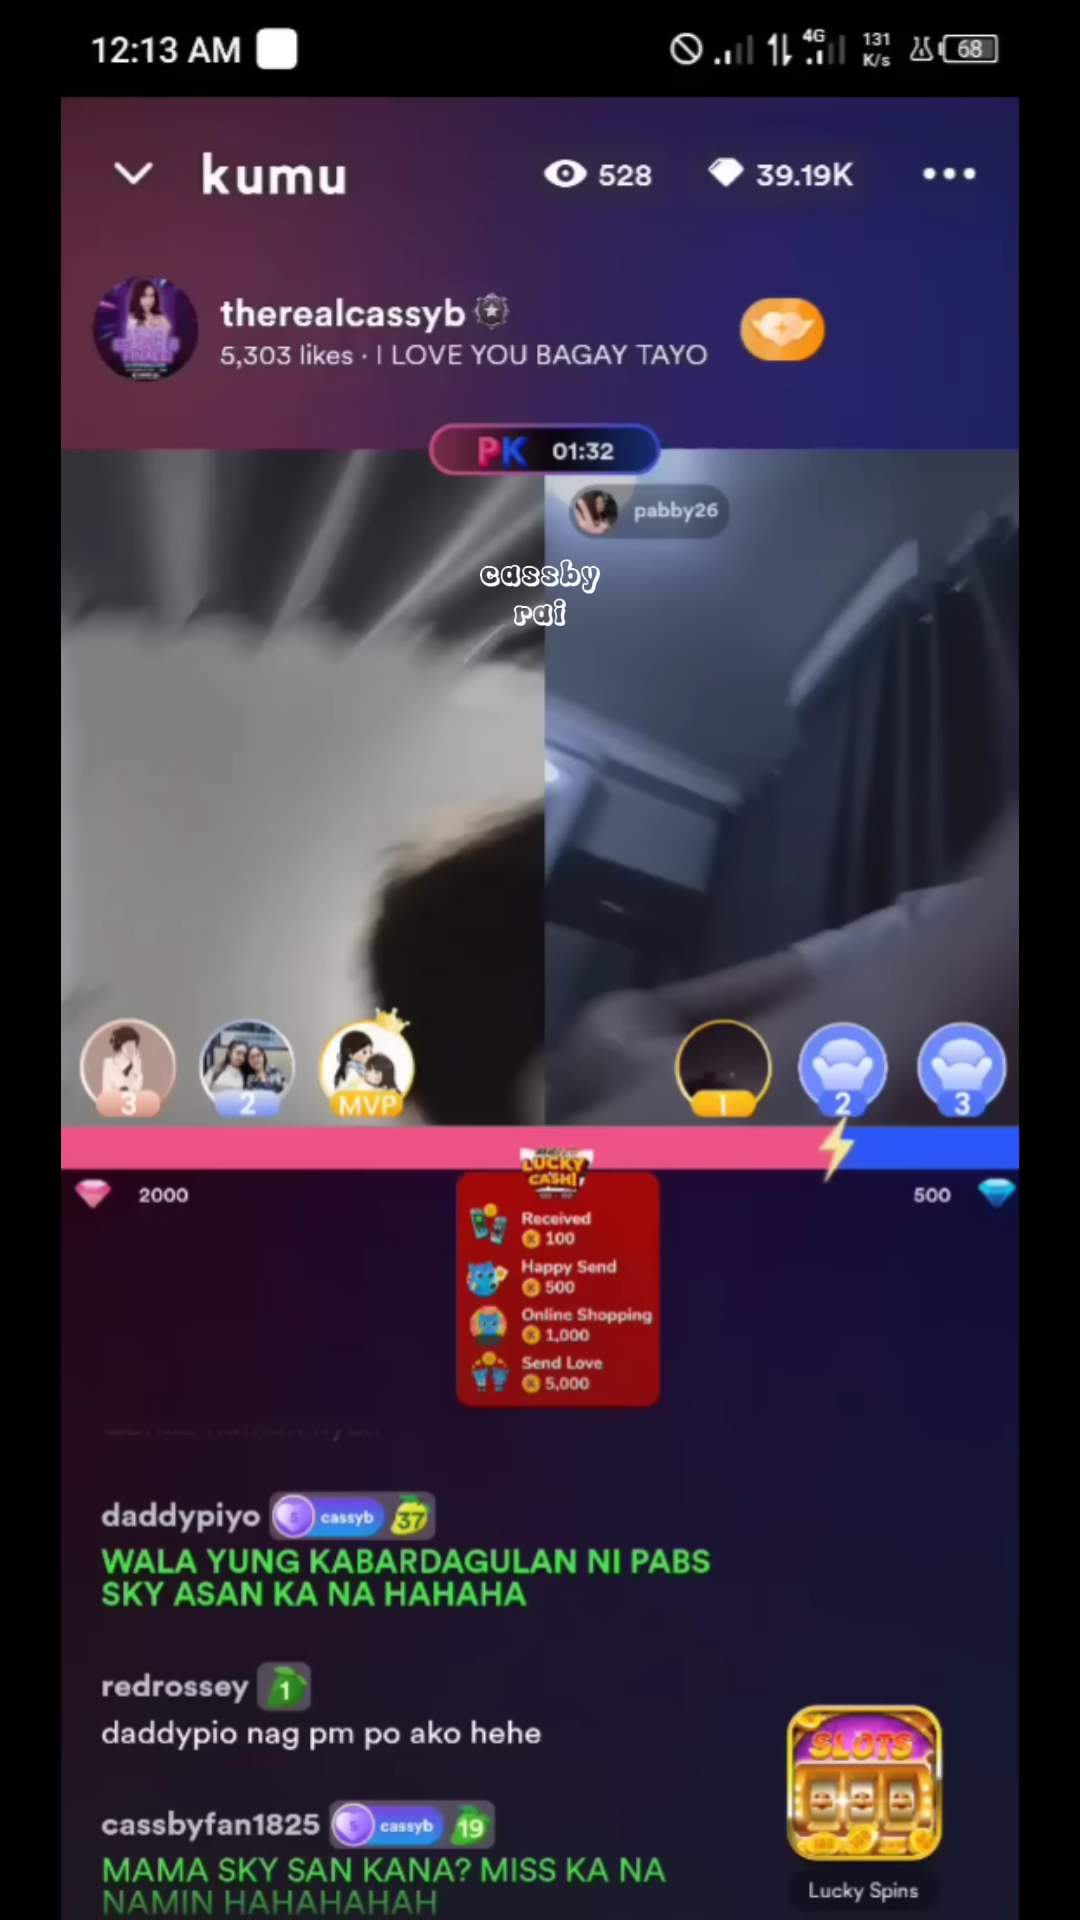 12:13 AM
4G
131
K/s
68
kumu
528
39.19K
therealcassyb
5,303 likes · I LOVE YOU BAGAY TAYO
PK 01:32
pabby26
cassby
rai
3
2
MVP
1
2
3
2000
500
LUCKY
CASH!
Received
100
Happy Send
500
Online Shopping
1,000
Send Love
5,000
daddypiyo 5 cassyb 37
WALA YUNG KABARDAGULAN NI PABS
SKY ASAN KA NA HAHAHA
redrossey 1
daddypio nag pm po ako hehe
cassbyfan1825 5 cassyb 19
MAMA SKY SAN KANA? MISS KA NA
NAMIN HAHAHAHAH
SLOTS
Lucky Spins